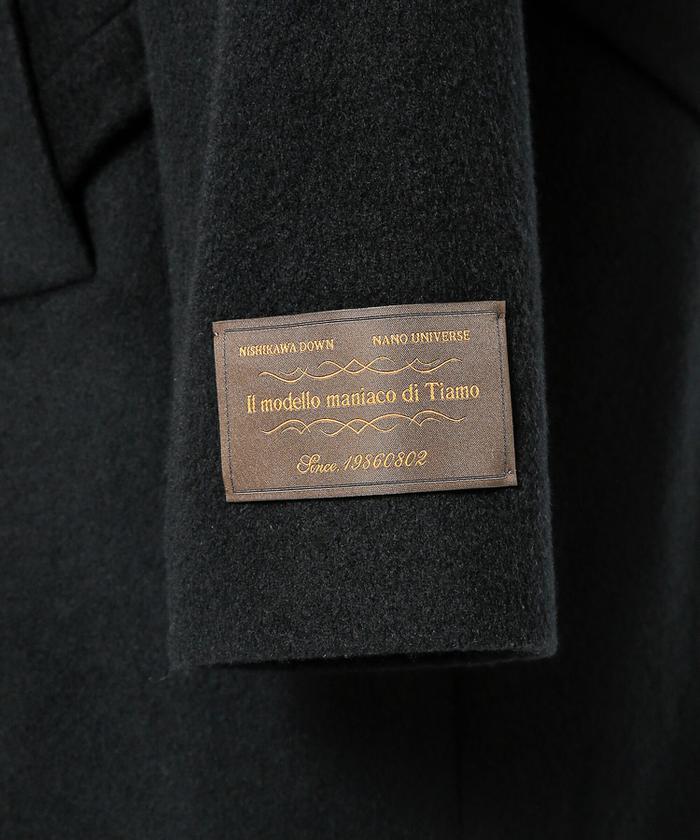 NISHIKAWA DOWN NANO UNIVERSE
Il modello maniaco di Tiamo
Since. 19860802